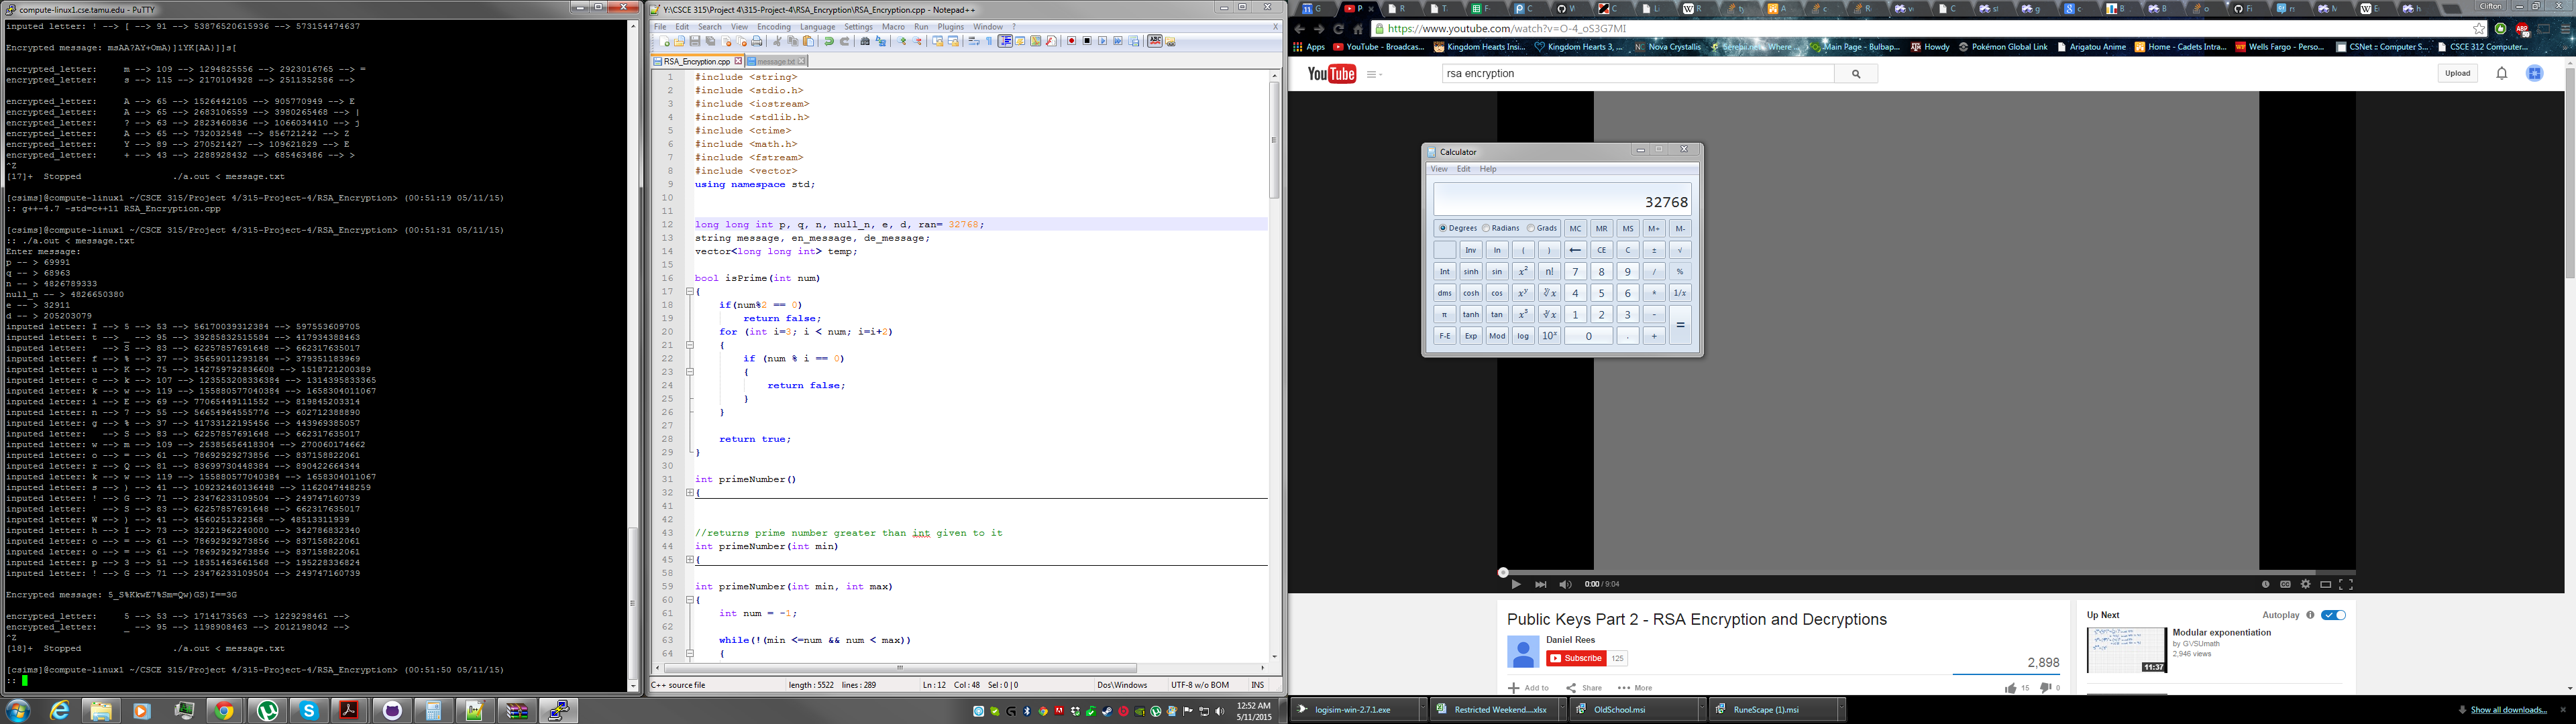 compute-linux1.cse.tamu.edu - PuTTY
inputed letter: ! --> [ --> 91 --> 53876520615936 --> 573154474637
Encrypted message: msAA?AY+OmA)]1YK[AA)]]s[
encrypted_letter: m --> 109 --> 1294825556 --> 2923016765 --> =
encrypted_letter: s --> 115 --> 2170104928 --> 2511352586 -->
encrypted_letter: A --> 65 --> 1526442105 --> 905770949 --> E
encrypted_letter: A --> 65 --> 2683106559 --> 3980265468 --> |
encrypted_letter: ? --> 63 --> 2823460836 --> 1066034410 --> j
encrypted_letter: A --> 65 --> 732032548 --> 856721242 --> Z
encrypted_letter: Y --> 89 --> 270521427 --> 109621829 --> E
encrypted_letter: + --> 43 --> 2288928432 --> 685463486 --> >
^Z
[17]+ Stopped ./a.out < message.txt
[csims]@compute-linux1 ~/CSCE 315/Project 4/315-Project-4/RSA_Encryption> (00:51:19 05/11/15)
:: g++-4.7 -std=c++11 RSA_Encryption.cpp
[csims]@compute-linux1 ~/CSCE 315/Project 4/315-Project-4/RSA_Encryption> (00:51:31 05/11/15)
:: ./a.out < message.txt
Enter message:
p -- > 69991
q -- > 68963
n -- > 4826789333
null_n -- > 4826650380
e -- > 32911
d -- > 205203079
inputed letter: I --> 5 --> 53 --> 56170039312384 --> 597553609705
inputed letter: t --> _ --> 95 --> 39285832515584 --> 417934388463
inputed letter:   --> S --> 83 --> 62257857691648 --> 662317635017
inputed letter: f --> % --> 37 --> 35659011293184 --> 379351183969
inputed letter: u --> K --> 75 --> 142759792836608 --> 1518721200389
inputed letter: c --> k --> 107 --> 123553208336384 --> 1314395833365
inputed letter: k --> w --> 119 --> 155880577040384 --> 1658304011067
inputed letter: i --> E --> 69 --> 77065449111552 --> 819845203314
inputed letter: n --> 7 --> 55 --> 56654964555776 --> 602712388890
inputed letter: g --> % --> 37 --> 41733122195456 --> 443969385057
inputed letter:   --> S --> 83 --> 62257857691648 --> 662317635017
inputed letter: w --> m --> 109 --> 25385656418304 --> 270060174662
inputed letter: o --> = --> 61 --> 78692929273856 --> 837158822061
inputed letter: r --> Q --> 81 --> 83699730448384 --> 890422664344
inputed letter: k --> w --> 119 --> 155880577040384 --> 1658304011067
inputed letter: s --> ) --> 41 --> 109232460136448 --> 1162047448259
inputed letter: ! --> G --> 71 --> 23476233109504 --> 249747160739
inputed letter:   --> S --> 83 --> 62257857691648 --> 662317635017
inputed letter: W --> ) --> 41 --> 4560251322368 --> 48513311939
inputed letter: h --> I --> 73 --> 32221962240000 --> 342786832340
inputed letter: o --> = --> 61 --> 78692929273856 --> 837158822061
inputed letter: o --> = --> 61 --> 78692929273856 --> 837158822061
inputed letter: p --> 3 --> 51 --> 18351463661568 --> 195228336824
inputed letter: ! --> G --> 71 --> 23476233109504 --> 249747160739
Encrypted message: 5_S%KkwE7%Sm=Qw)GS)I==3G
encrypted_letter: 5 --> 53 --> 1714173563 --> 1229298461 -->
encrypted_letter: _ --> 95 --> 1198908463 --> 2012198042 -->
^Z
[18]+ Stopped ./a.out < message.txt
[csims]@compute-linux1 ~/CSCE 315/Project 4/315-Project-4/RSA_Encryption> (00:51:50 05/11/15)
::
Y:\CSCE 315\Project 4\315-Project-4\RSA_Encryption\RSA_Encryption.cpp - Notepad++
File Edit Search View Encoding Language Settings Macro Run Plugins Window ?
RSA_Encryption.cpp message.txt
1 #include <string>
2 #include <stdio.h>
3 #include <iostream>
4 #include <stdlib.h>
5 #include <ctime>
6 #include <math.h>
7 #include <fstream>
8 #include <vector>
9 using namespace std;
10
11
12 long long int p, q, n, null_n, e, d, ran= 32768;
13 string message, en_message, de_message;
14 vector<long long int> temp;
15
16 bool isPrime(int num)
17 {
18 if(num%2 == 0)
19 return false;
20 for (int i=3; i < num; i=i+2)
21 {
22 if (num % i == 0)
23 {
24 return false;
25 }
26 }
27
28 return true;
29 }
30
31 int primeNumber()
32 {
41
42
43 //returns prime number greater than int given to it
44 int primeNumber(int min)
45 {
58
59 int primeNumber(int min, int max)
60 {
61 int num = -1;
62
63 while(!(min <=num && num < max))
64 {
C++ source file length : 5522 lines : 289 Ln : 12 Col : 48 Sel : 0 | 0 Dos\Windows UTF-8 w/o BOM INS
12:52 AM
5/11/2015
Clifton
https://www.youtube.com/watch?v=O-4_oS3G7MI
Apps YouTube - Broadcas... Kingdom Hearts Insi... Kingdom Hearts 3, ... Nova Crystallis Main Page - Bulbap... Howdy Pokémon Global Link Arigatou Anime Home - Cadets Intra... Wells Fargo - Perso... CSNet :: Computer S... CSCE 312 Computer...
YouTube rsa encryption Upload
Calculator
View Edit Help
32768
Degrees Radians Grads MC MR MS M+ M-
Inv ln ( ) ← CE C ± √
Int sinh sin x² n! 7 8 9 / %
dms cosh cos xʸ ʸ√x 4 5 6 * 1/x
π tanh tan x³ ³√x 1 2 3 - =
F-E Exp Mod log 10ˣ 0 . +
0:00 / 9:04
Public Keys Part 2 - RSA Encryption and Decryptions
Daniel Rees
Subscribe 125
2,898
Add to Share More 15 0
Up Next Autoplay
Modular exponentiation
by GVSUmath
2,946 views
11:37
logisim-win-2.7.1.exe Restricted Weekend....xlsx OldSchool.msi RuneScape (1).msi Show all downloads...